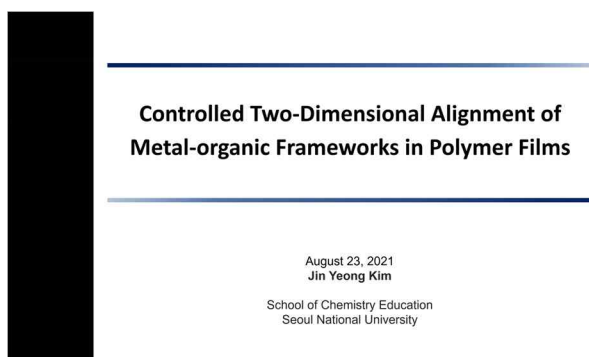 Controlled Two-Dimensional Alignment of
Metal-organic Frameworks in Polymer Films
August 23, 2021
Jin Yeong Kim
School of Chemistry Education
Seoul National University